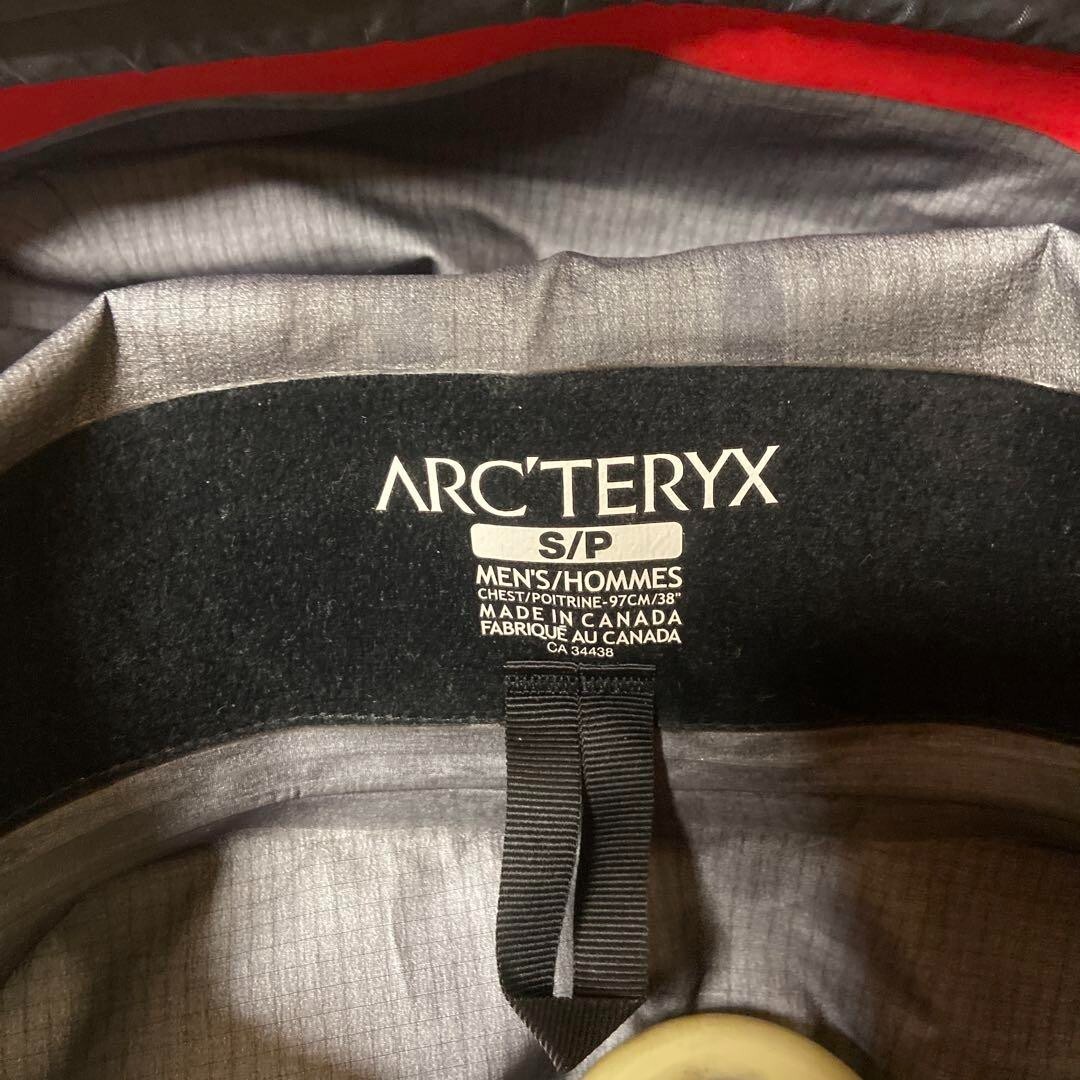 ARC'TERYX
S/P
MEN'S/HOMMES
CHEST/POITRINE-97CM/38"
MADE IN CANADA
FABRIQUÉ AU CANADA
CA 34438